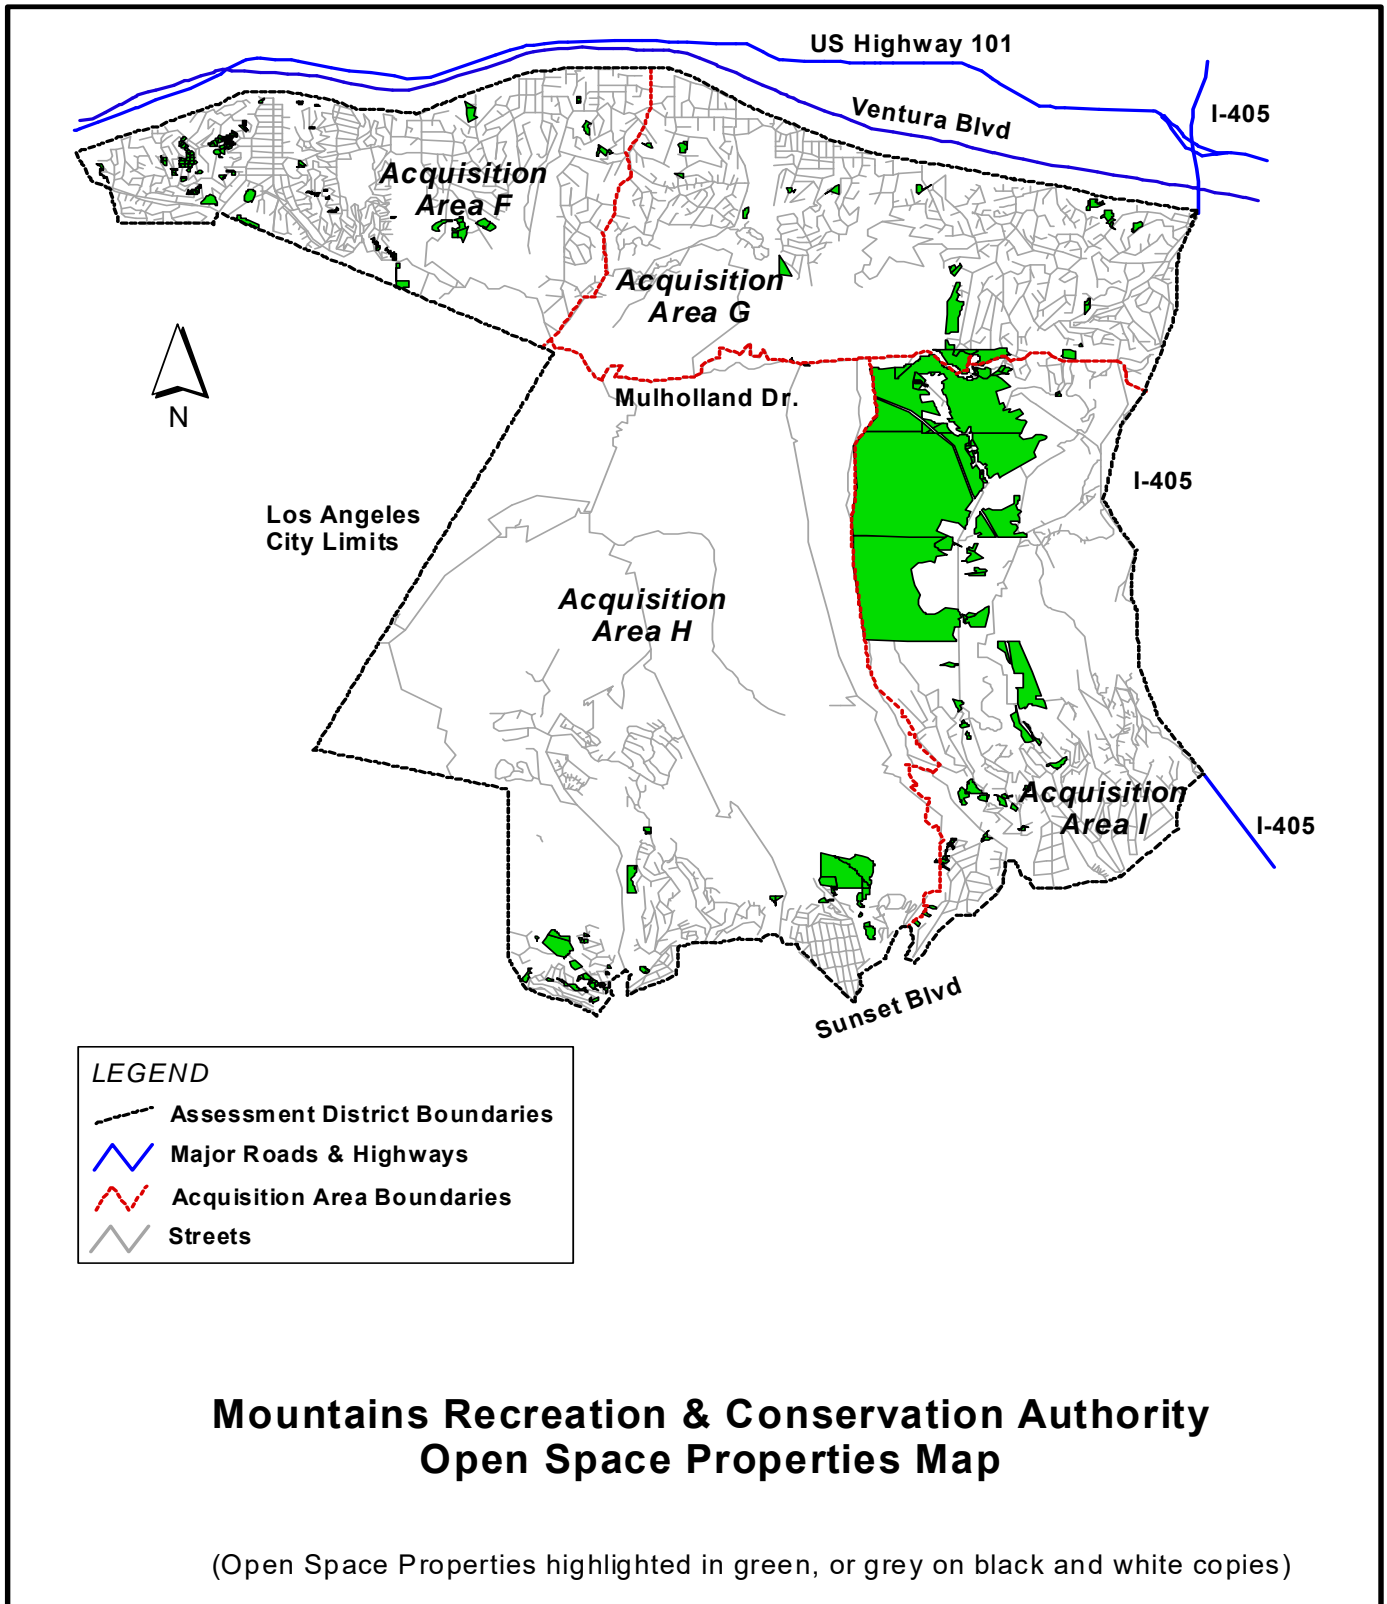 US Highway 101
Ventura Blvd
I-405
Acquisition
Area F
Acquisition
Area G
N
Mulholland Dr.
I-405
Los Angeles
City Limits
Acquisition
Area H
Acquisition
Area I
I-405
Sunset Blvd
LEGEND
Assessment District Boundaries
Major Roads & Highways
Acquisition Area Boundaries
Streets
Mountains Recreation & Conservation Authority
Open Space Properties Map
(Open Space Properties highlighted in green, or grey on black and white copies)